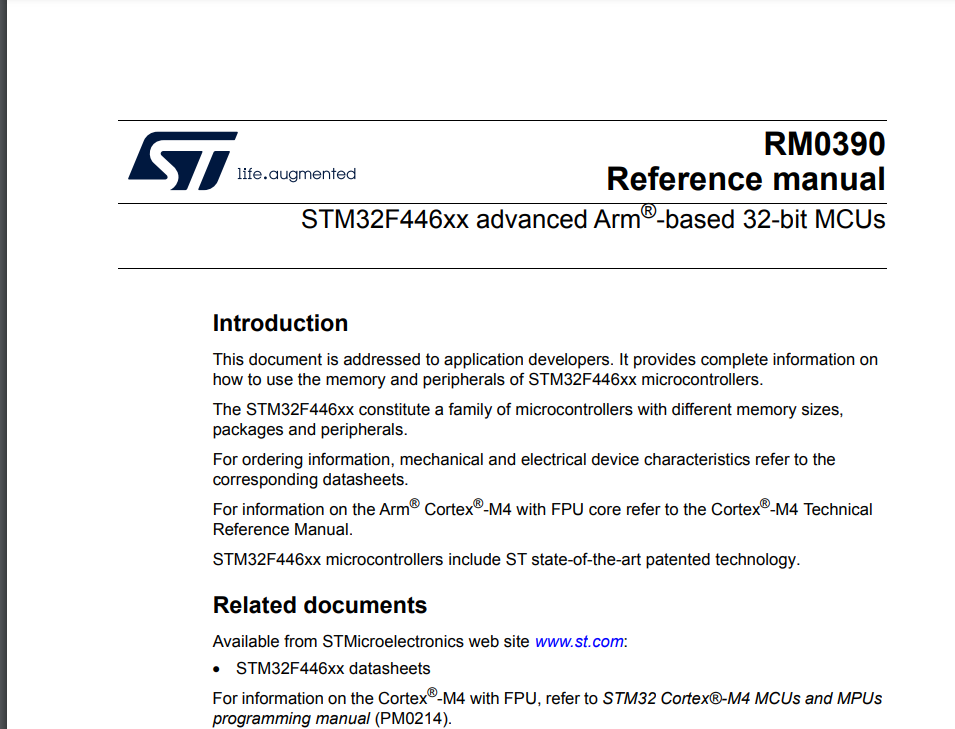 ST life.augmented
RM0390
Reference manual
STM32F446xx advanced Arm®-based 32-bit MCUs
Introduction
This document is addressed to application developers. It provides complete information on
how to use the memory and peripherals of STM32F446xx microcontrollers.
The STM32F446xx constitute a family of microcontrollers with different memory sizes,
packages and peripherals.
For ordering information, mechanical and electrical device characteristics refer to the
corresponding datasheets.
For information on the Arm® Cortex®-M4 with FPU core refer to the Cortex®-M4 Technical
Reference Manual.
STM32F446xx microcontrollers include ST state-of-the-art patented technology.
Related documents
Available from STMicroelectronics web site www.st.com:
• STM32F446xx datasheets
For information on the Cortex®-M4 with FPU, refer to STM32 Cortex®-M4 MCUs and MPUs
programming manual (PM0214).